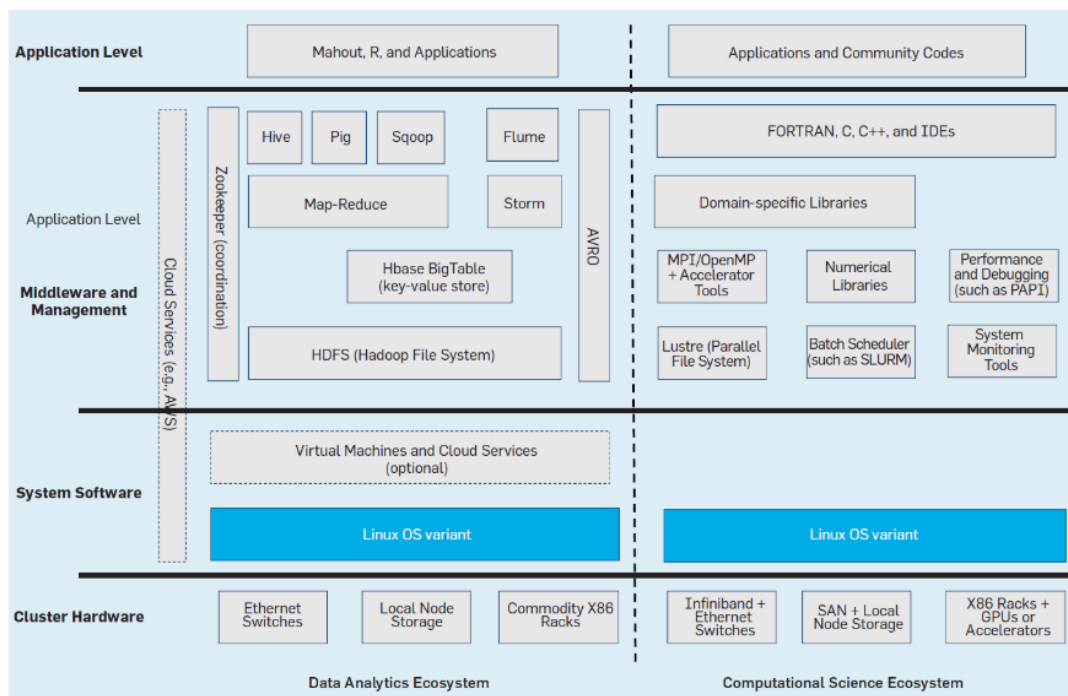 Application Level
Mahout, R, and Applications
Applications and Community Codes
Cloud Services (e.g., AWS)
Zookeeper (coordination)
Hive
Pig
Sqoop
Flume
AVRO
FORTRAN, C, C++, and IDEs
Application Level
Map-Reduce
Storm
Domain-specific Libraries
Middleware and
Management
Hbase BigTable
(key-value store)
MPI/OpenMP
+ Accelerator
Tools
Numerical
Libraries
Performance
and Debugging
(such as PAPI)
HDFS (Hadoop File System)
Lustre (Parallel
File System)
Batch Scheduler
(such as SLURM)
System
Monitoring
Tools
System Software
Virtual Machines and Cloud Services
(optional)
Linux OS variant
Linux OS variant
Cluster Hardware
Ethernet
Switches
Local Node
Storage
Commodity X86
Racks
Infiniband +
Ethernet
Switches
SAN + Local
Node Storage
X86 Racks +
GPUs or
Accelerators
Data Analytics Ecosystem
Computational Science Ecosystem